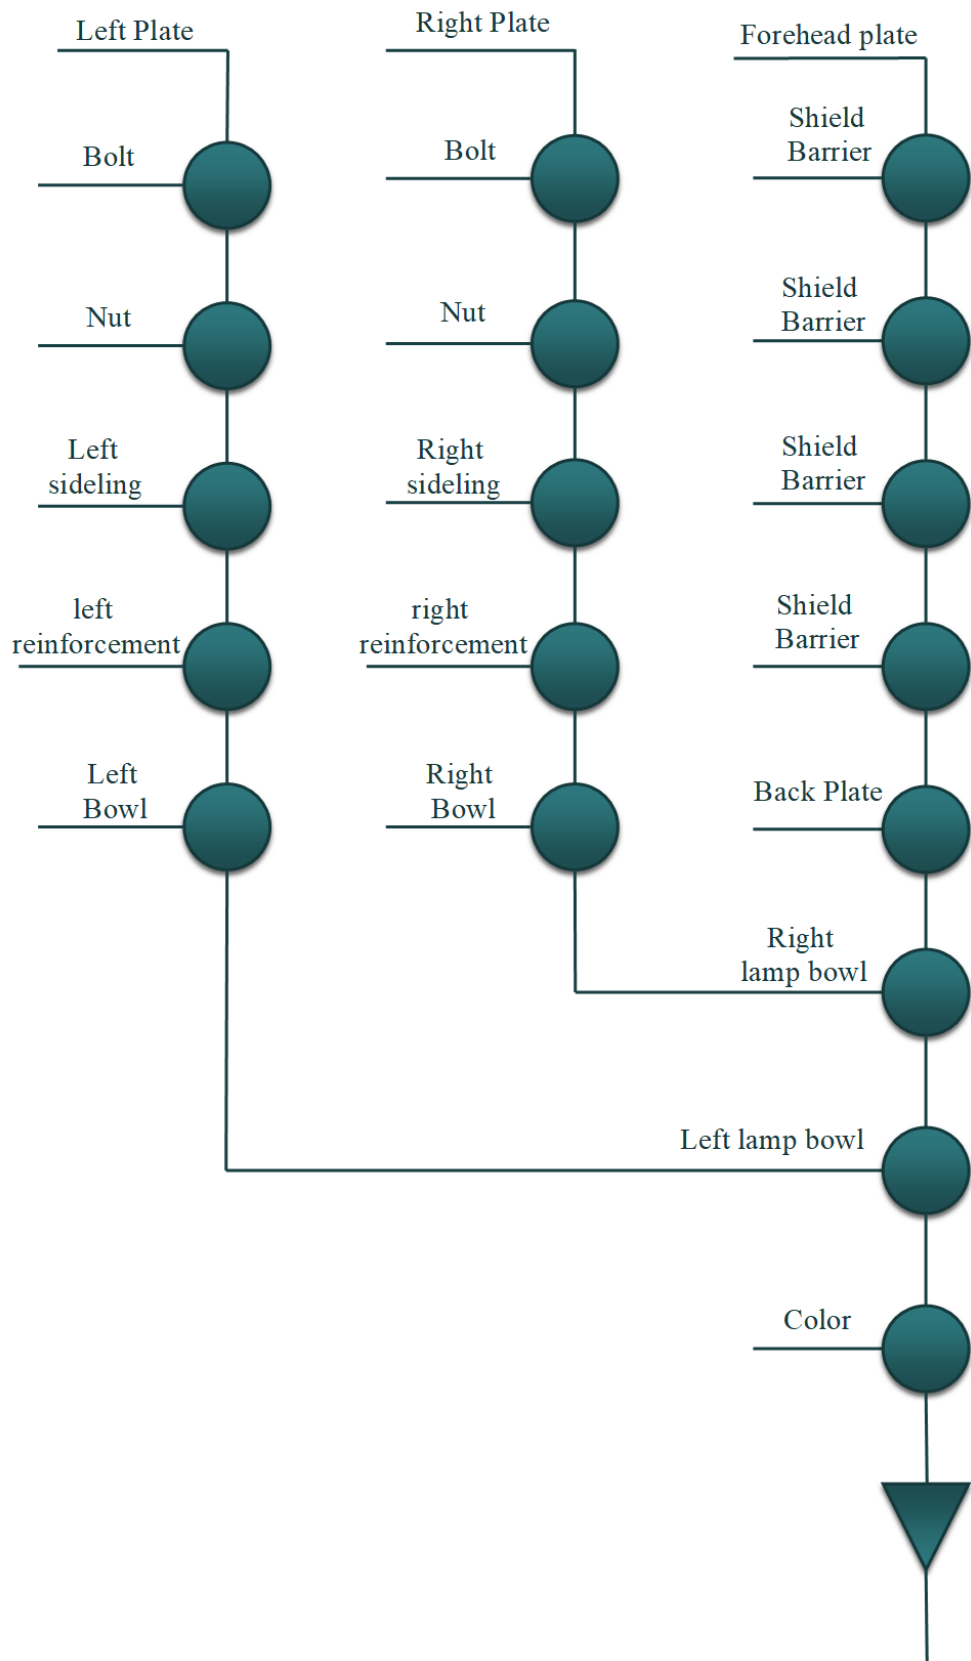 Left Plate
Bolt
Nut
Left
sideling
left
reinforcement
Left
Bowl
Right Plate
Bolt
Nut
Right
sideling
right
reinforcement
Right
Bowl
Forehead plate
Shield
Barrier
Shield
Barrier
Shield
Barrier
Shield
Barrier
Back Plate
Right
lamp bowl
Left lamp bowl
Color